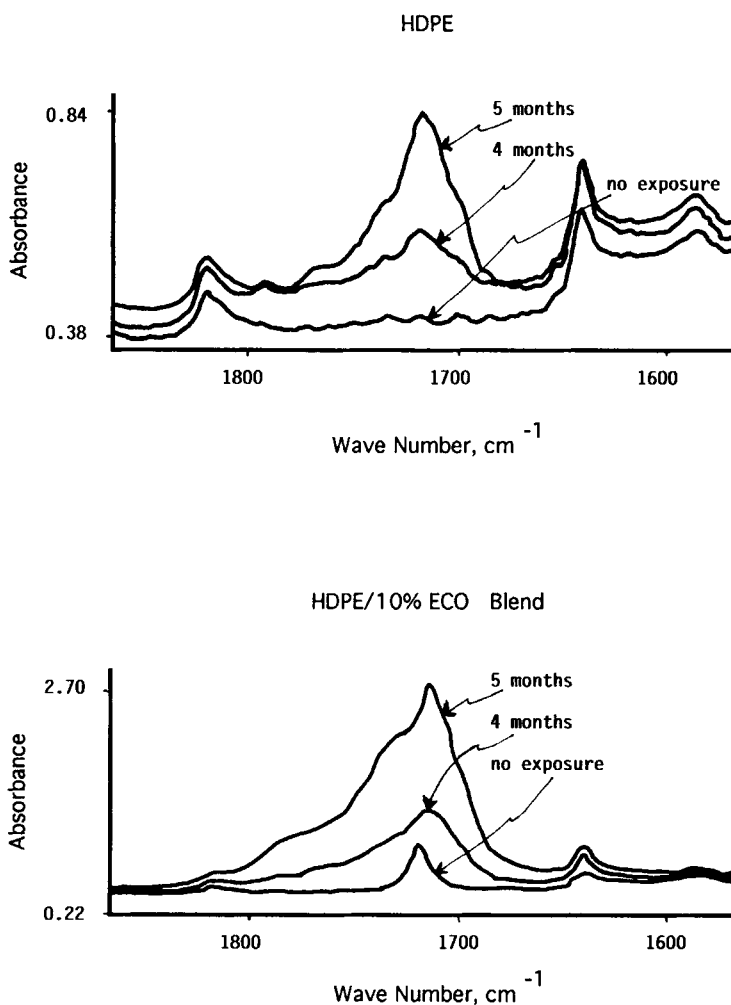 HDPE
0.84
5 months
4 months
no exposure
Absorbance
0.38
1800
1700
1600
Wave Number, cm -1
HDPE/10% ECO Blend
2.70
5 months
4 months
no exposure
Absorbance
0.22
1800
1700
1600
Wave Number, cm -1